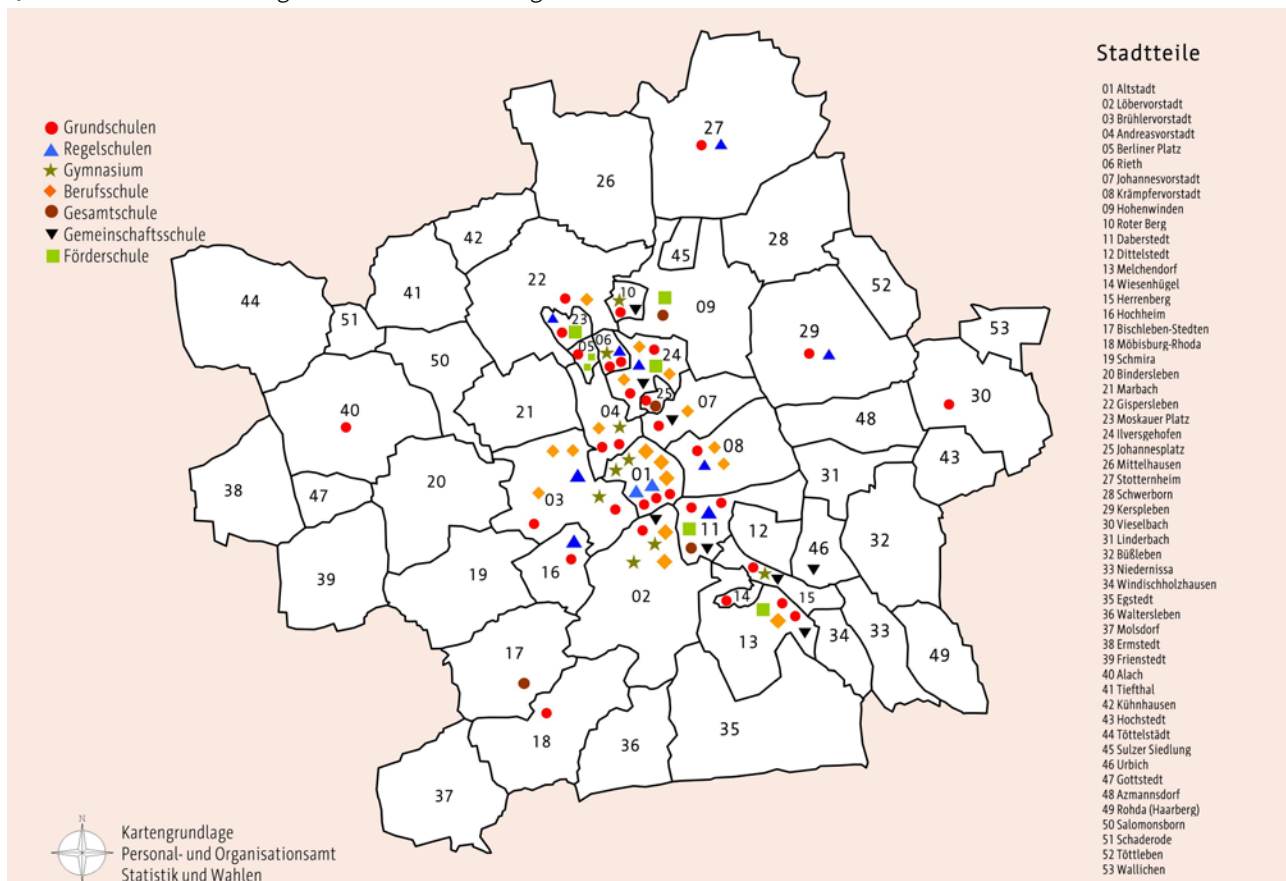 Stadtteile
01 Altstadt
02 Löbervorstadt
03 Brühlervorstadt
04 Andreasvorstadt
05 Berliner Platz
06 Rieth
07 Johannesvorstadt
08 Krämpfervorstadt
09 Hohenwinden
10 Roter Berg
11 Daberstedt
12 Dittelstedt
13 Melchendorf
14 Wiesenhügel
15 Herrenberg
16 Hochheim
17 Bischleben-Stedten
18 Möbisburg-Rhoda
19 Schmira
20 Bindersleben
21 Marbach
22 Gispersleben
23 Moskauer Platz
24 Ilversgehofen
25 Johannesplatz
26 Mittelhausen
27 Stotternheim
28 Schwerborn
29 Kerspleben
30 Vieselbach
31 Linderbach
32 Büßleben
33 Niedernissa
34 Windischholzhausen
35 Egstedt
36 Waltersleben
37 Molsdorf
38 Ermstedt
39 Frienstedt
40 Alach
41 Tiefthal
42 Kühnhausen
43 Hochstedt
44 Töttelstädt
45 Sulzer Siedlung
46 Urbich
47 Gottstedt
48 Azmannsdorf
49 Rohda (Haarberg)
50 Salomonsborn
51 Schaderode
52 Töttleben
53 Wallichen
Grundschulen
Regelschulen
Gymnasium
Berufsschule
Gesamtschule
Gemeinschaftsschule
Förderschule
27
26
42
28
45
41
22
10
52
44
09
51
23
53
29
06
05
24
50
30
25
07
40
21
04
48
08
43
01
31
20
38
47
03
11
12
32
46
16
19
39
02
14
15
13
34
33
49
17
35
18
36
37
N
Kartengrundlage
Personal- und Organisationsamt
Statistik und Wahlen